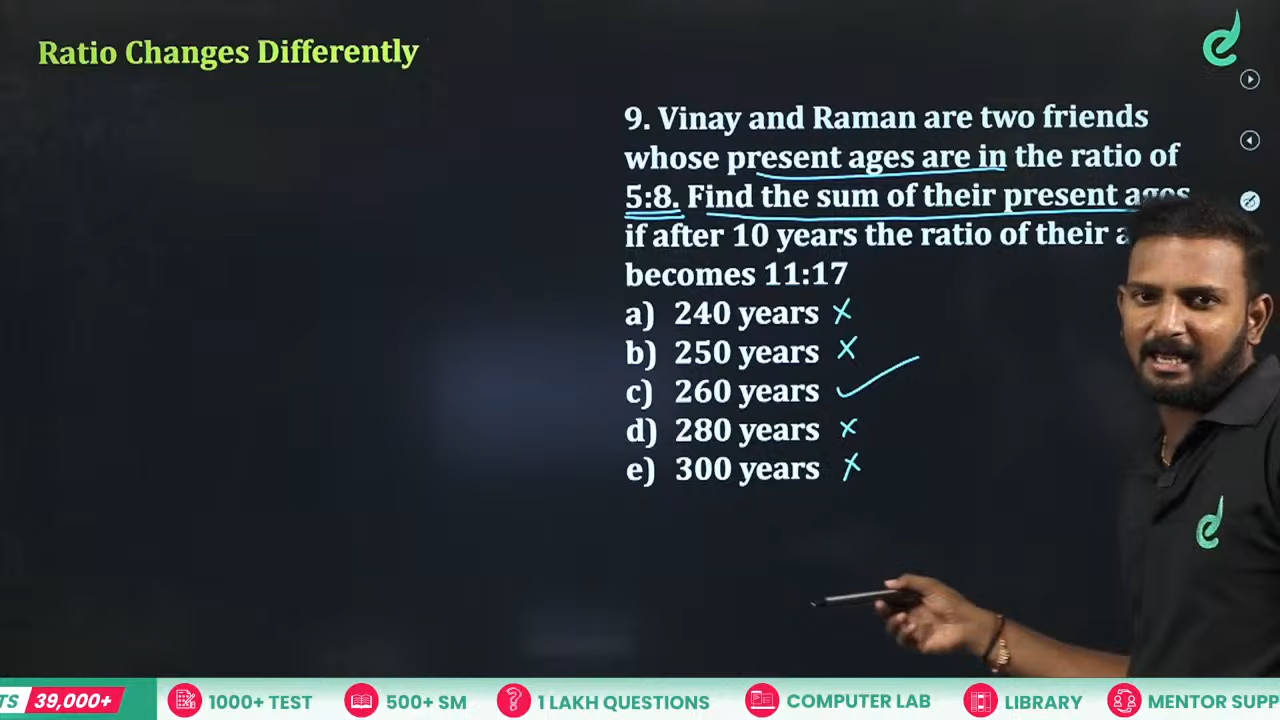 Ratio Changes Differently
9. Vinay and Raman are two friends
whose present ages are in the ratio of
5:8. Find the sum of their present ages
if after 10 years the ratio of their
becomes 11:17
a) 240 years
b) 250 years
c) 260 years
d) 280 years
e) 300 years
39,000+ 1000+ TEST 500+ SM 1 LAKH QUESTIONS COMPUTER LAB LIBRARY MENTOR